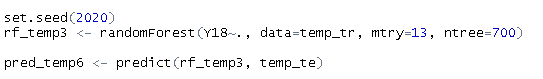 set.seed(2020)
rf_temp3 <- randomForest(Y18~., data=temp_tr, mtry=13, ntree=700)
pred_temp6 <- predict(rf_temp3, temp_te)